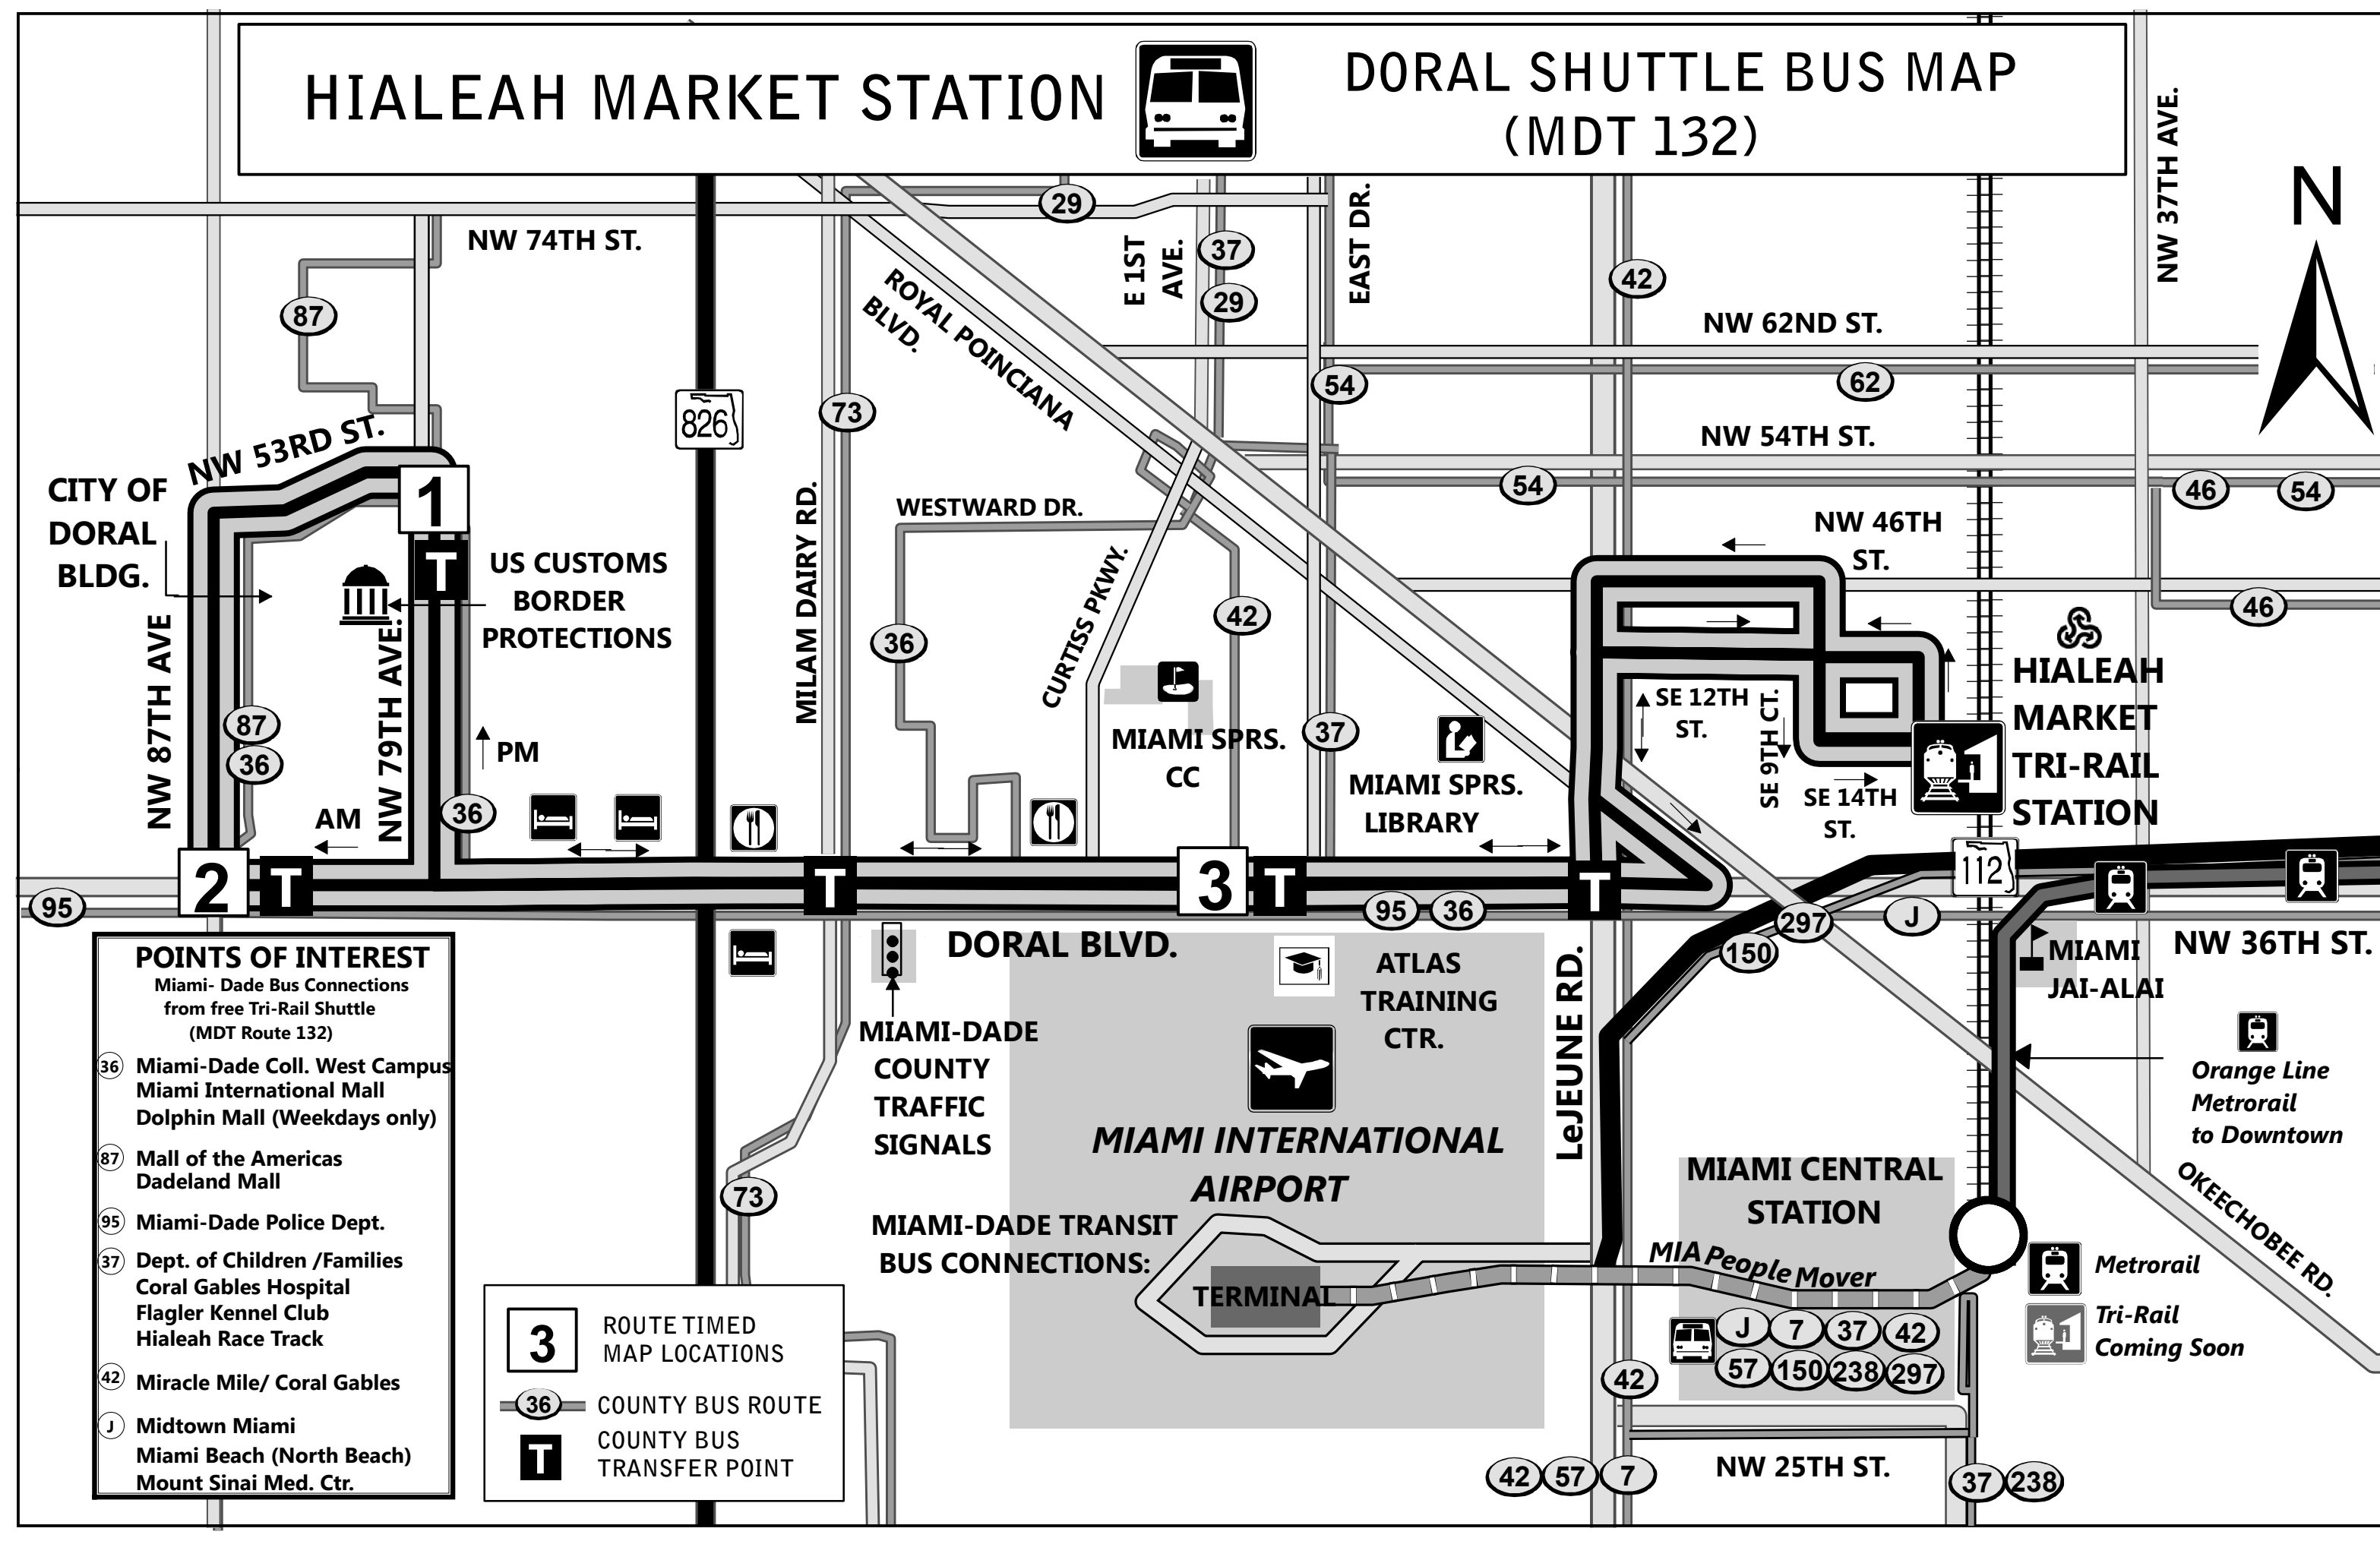 HIALEAH MARKET STATION
DORAL SHUTTLE BUS MAP
(MDT 132)
N
NW 37TH AVE.
29
NW 74TH ST.
E 1ST
AVE.
37
29
EAST DR.
42
87
ROYAL POINCIANA
BLVD.
NW 62ND ST.
54
62
826
73
NW 53RD ST.
NW 54TH ST.
54
46
54
CITY OF
DORAL
BLDG.
1
T
WESTWARD DR.
NW 46TH
ST.
US CUSTOMS
BORDER
PROTECTIONS
MILAM DAIRY RD.
CURTISS PKWY.
36
42
46
NW 87TH AVE
NW 79TH AVE.
HIALEAH
MARKET
TRI-RAIL
STATION
SE 12TH
ST.
SE 9TH CT.
SE 14TH
ST.
87
36
PM
AM
36
MIAMI SPRS.
CC
37
MIAMI SPRS.
LIBRARY
112
2
T
T
3
T
T
95
95
36
297
150
J
DORAL BLVD.
NW 36TH ST.
MIAMI
JAI-ALAI
LeJEUNE RD.
ATLAS
TRAINING
CTR.
MIAMI-DADE
COUNTY
TRAFFIC
SIGNALS
73
MIAMI INTERNATIONAL
AIRPORT
MIAMI-DADE TRANSIT
BUS CONNECTIONS:
TERMINAL
MIA People Mover
MIAMI CENTRAL
STATION
Orange Line
Metrorail
to Downtown
OKEECHOBEE RD.
Metrorail
Tri-Rail
Coming Soon
J 7 37 42
57 150 238 297
42
NW 25TH ST.
42 57 7
37 238
POINTS OF INTEREST
Miami- Dade Bus Connections
from free Tri-Rail Shuttle
(MDT Route 132)
36 Miami-Dade Coll. West Campus
Miami International Mall
Dolphin Mall (Weekdays only)
87 Mall of the Americas
Dadeland Mall
95 Miami-Dade Police Dept.
37 Dept. of Children /Families
Coral Gables Hospital
Flagler Kennel Club
Hialeah Race Track
42 Miracle Mile/ Coral Gables
J Midtown Miami
Miami Beach (North Beach)
Mount Sinai Med. Ctr.
3 ROUTE TIMED
MAP LOCATIONS
36 COUNTY BUS ROUTE
T COUNTY BUS
TRANSFER POINT